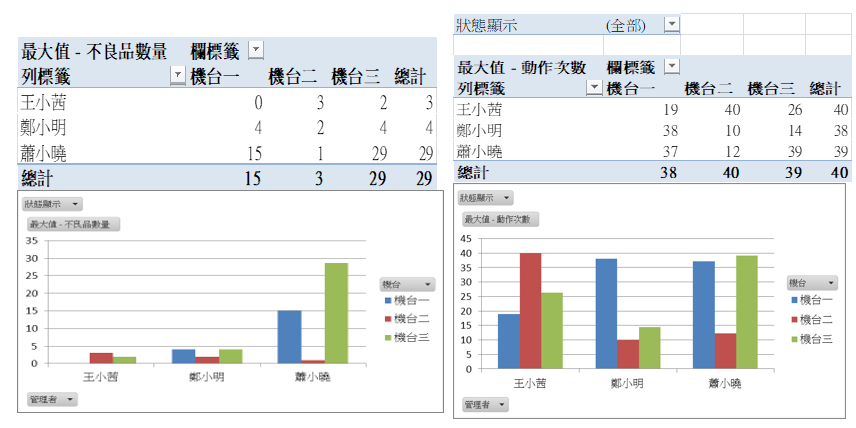 最大值 - 不良品數量 欄標籤
列標籤 機台一 機台二 機台三 總計
王小茜 0 3 2 3
鄭小明 4 2 4 4
蕭小曉 15 1 29 29
總計 15 3 29 29
狀態顯示
最大值 - 不良品數量
35
30
25
20
15
10
5
0
王小茜 鄭小明 蕭小曉
機台
機台一
機台二
機台三
管理者
狀態顯示 (全部)
最大值 - 動作次數 欄標籤
列標籤 機台一 機台二 機台三 總計
王小茜 19 40 26 40
鄭小明 38 10 14 38
蕭小曉 37 12 39 39
總計 38 40 39 40
狀態顯示
最大值 - 動作次數
45
40
35
30
25
20
15
10
5
0
王小茜 鄭小明 蕭小曉
機台
機台一
機台二
機台三
管理者